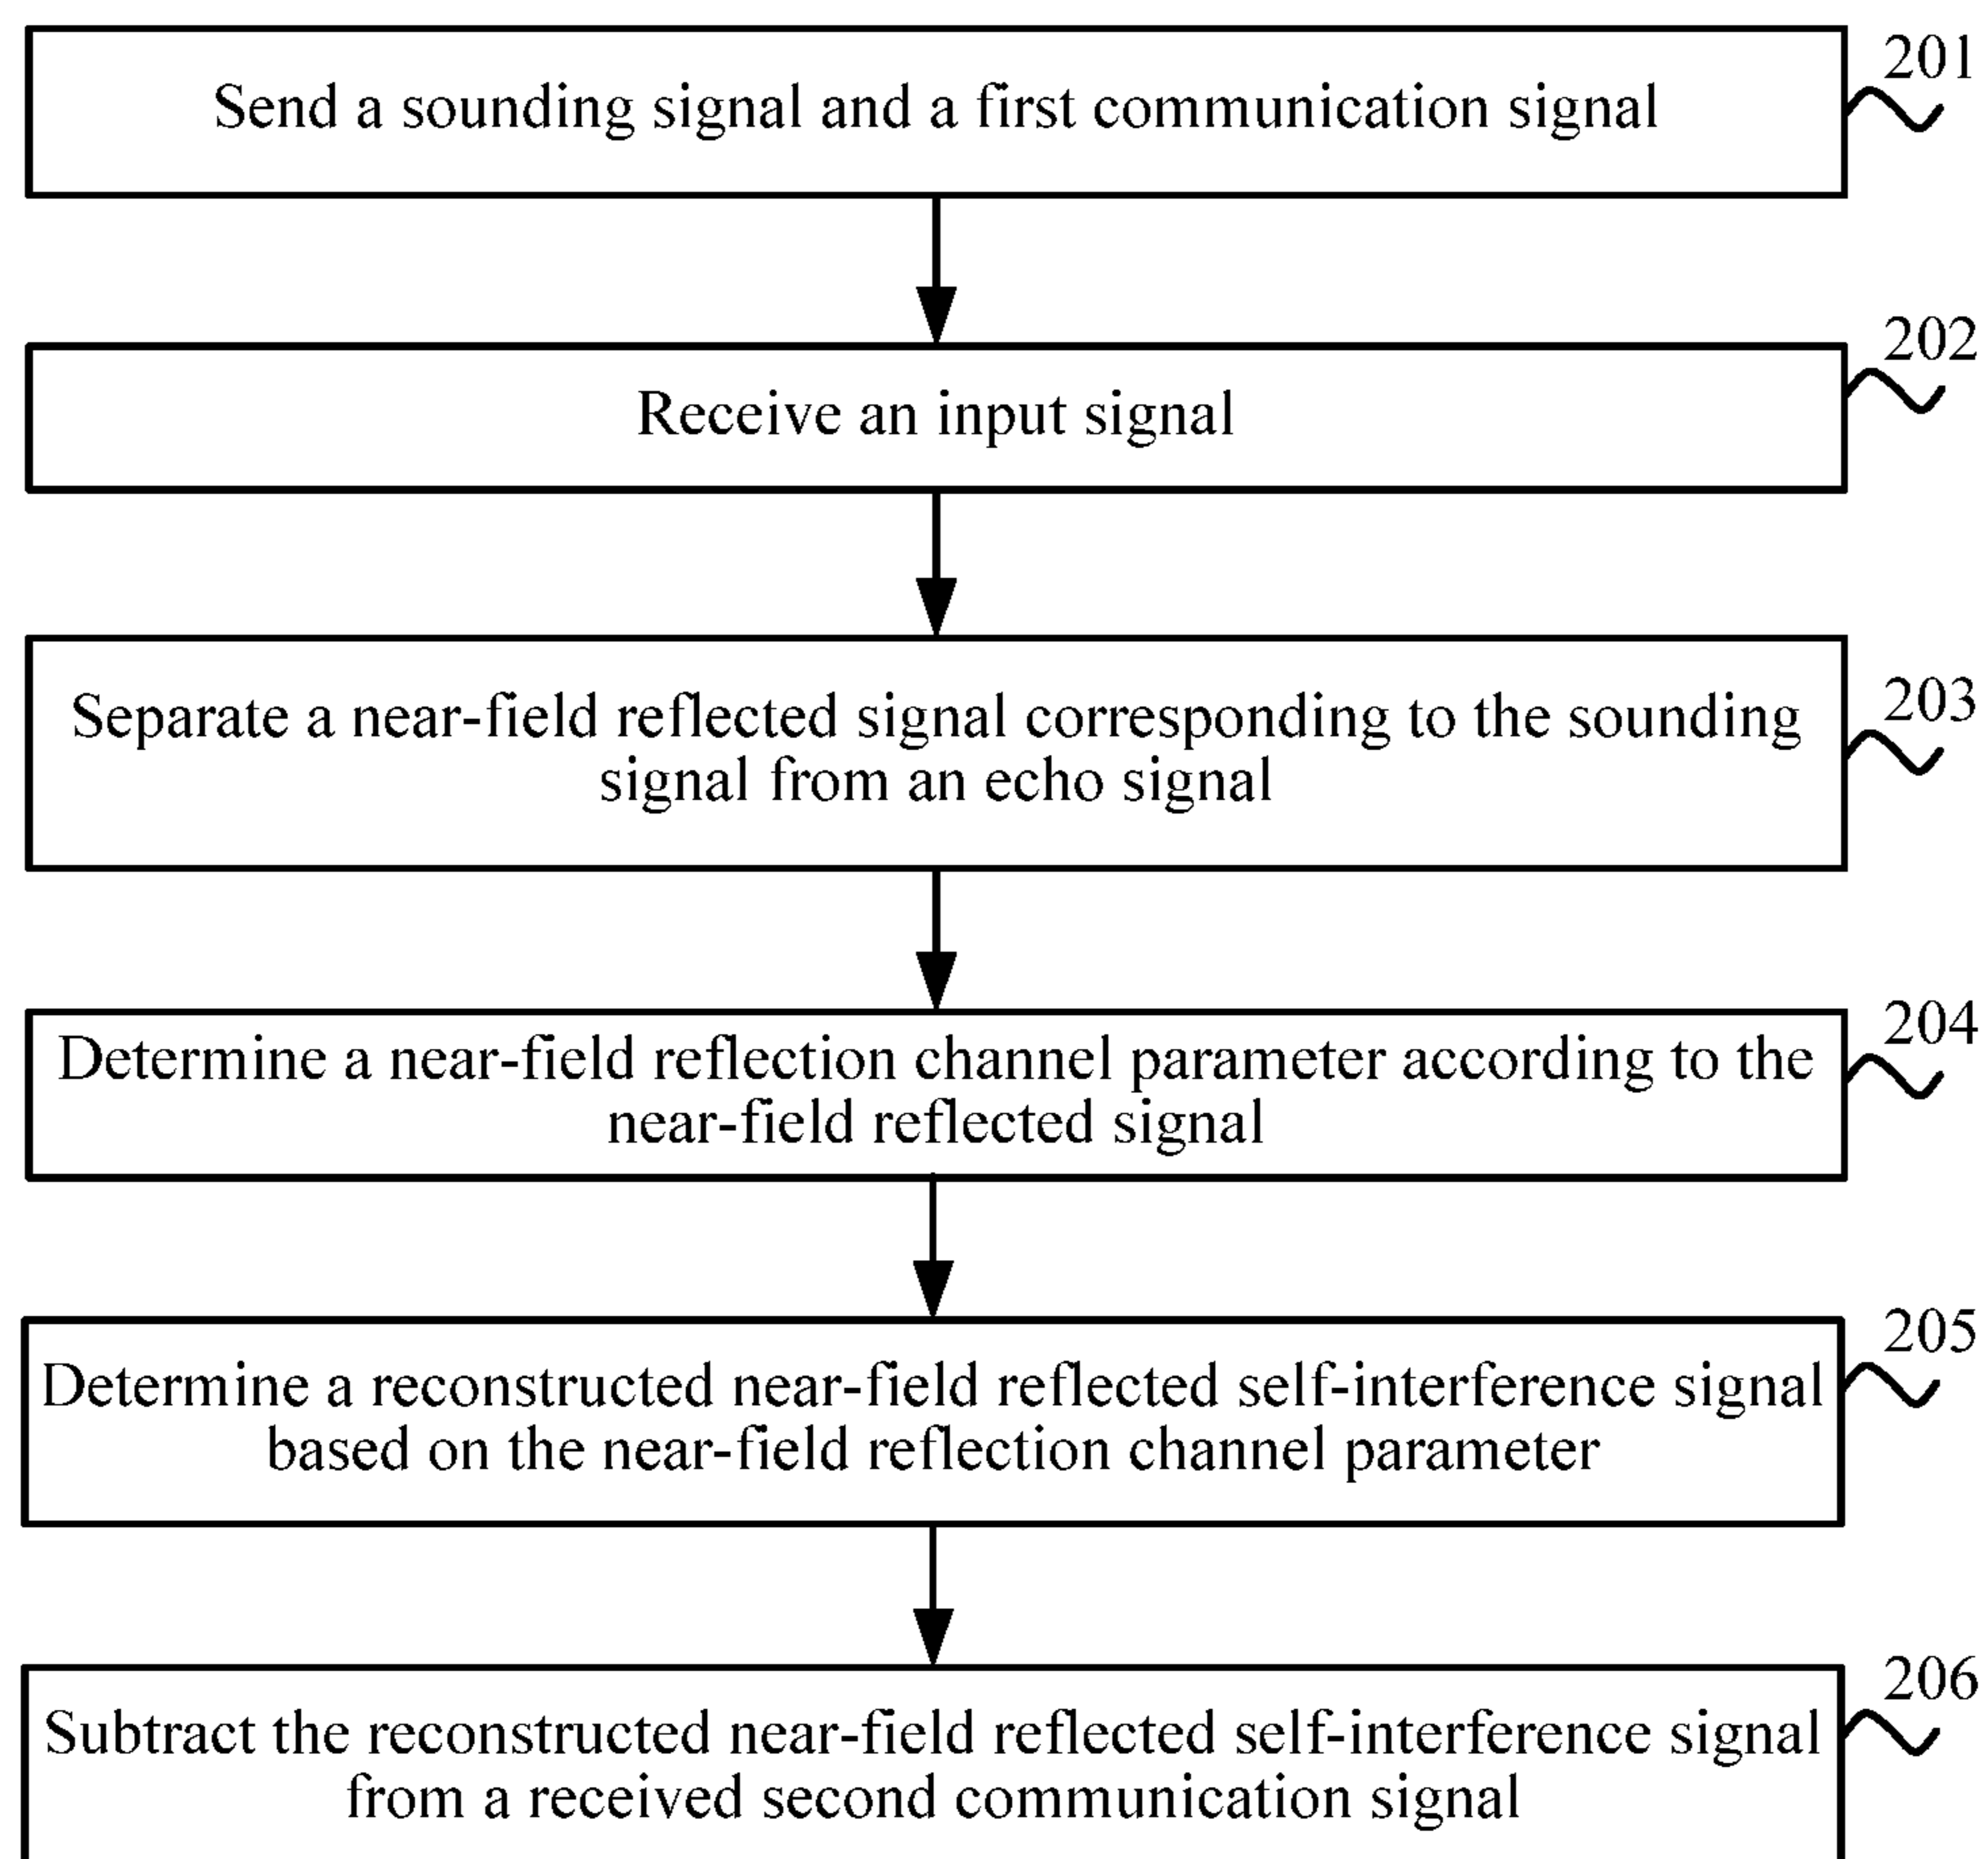 Send a sounding signal and a first communication signal
201
Receive an input signal
202
Separate a near-field reflected signal corresponding to the sounding
signal from an echo signal
203
Determine a near-field reflection channel parameter according to the
near-field reflected signal
204
Determine a reconstructed near-field reflected self-interference signal
based on the near-field reflection channel parameter
205
Subtract the reconstructed near-field reflected self-interference signal
from a received second communication signal
206